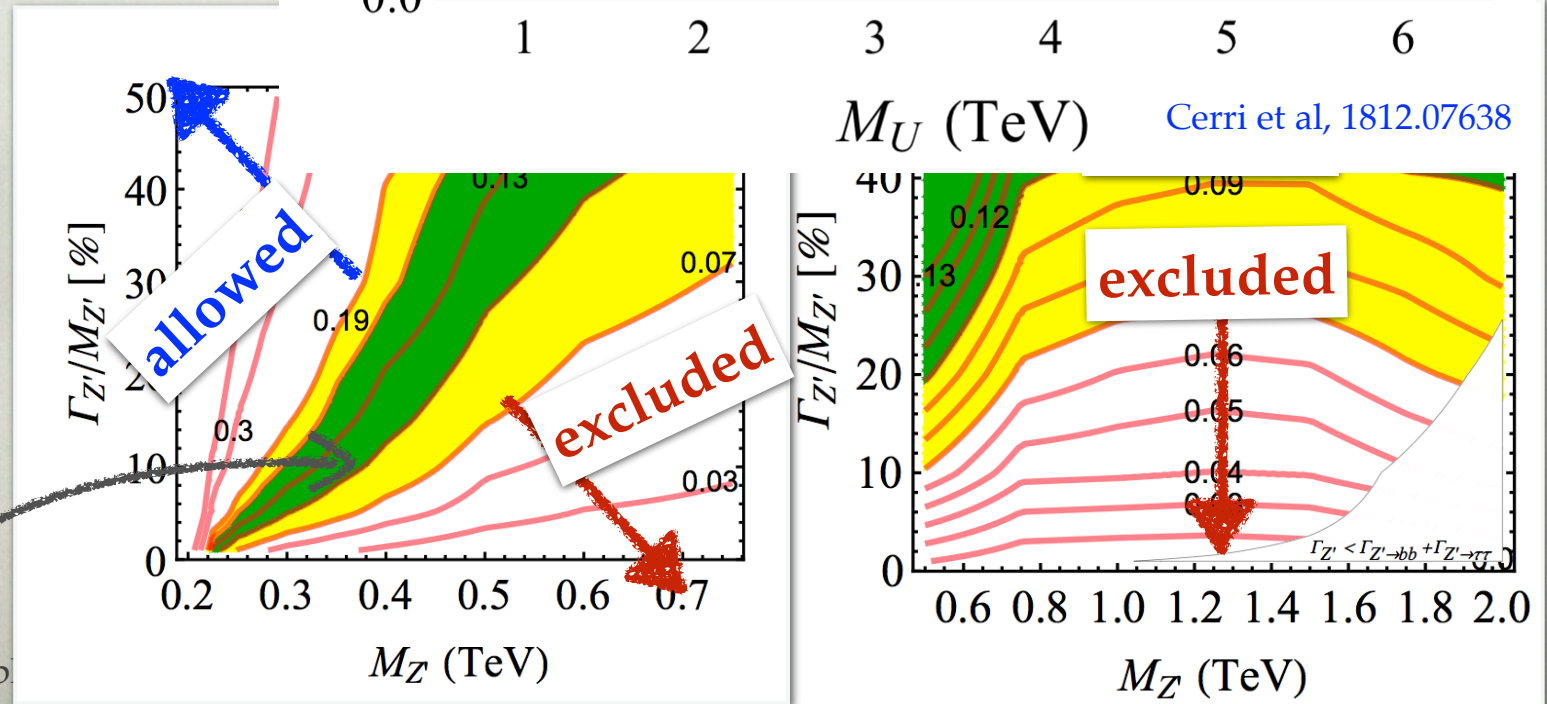 0.0
1 2 3 4 5 6
M_U (TeV)
Cerri et al, 1812.07638
50
40
30
10
0
Γ_Z'/M_Z' [%]
allowed
0.13
0.07
0.19
0.3
0.03
excluded
0.2 0.3 0.4 0.5 0.6 0.7
M_Z' (TeV)
40
30
20
10
0
Γ_Z'/M_Z' [%]
0.09
0.12
13
excluded
0.06
0.05
0.04
Γ_Z' < Γ_Z'→bb + Γ_Z'→ττ
0.6 0.8 1.0 1.2 1.4 1.6 1.8 2.0
M_Z' (TeV)